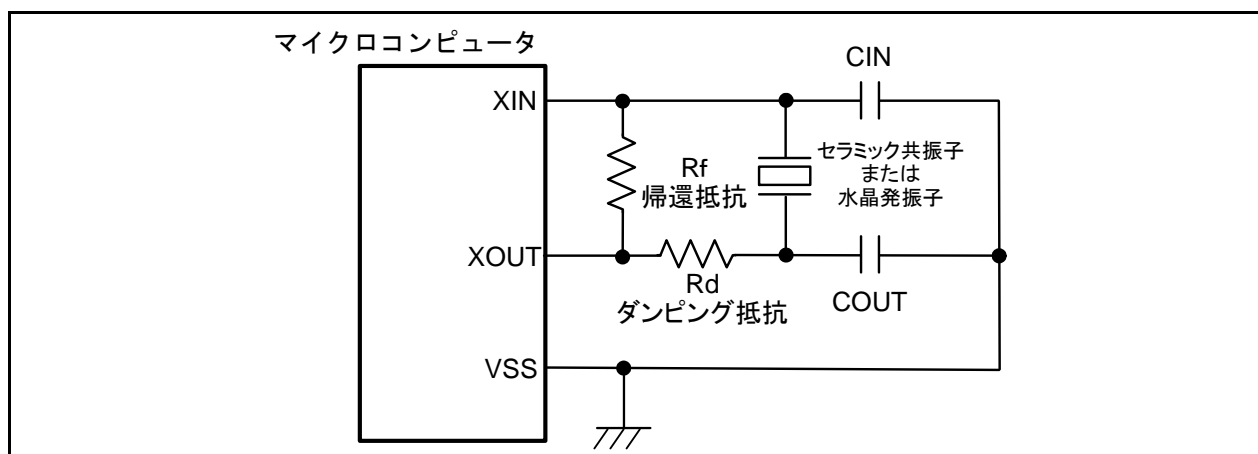 マイクロコンピュータ
XIN
CIN
セラミック共振子
または
水晶発振子
Rf
帰還抵抗
XOUT
Rd
ダンピング抵抗
COUT
VSS